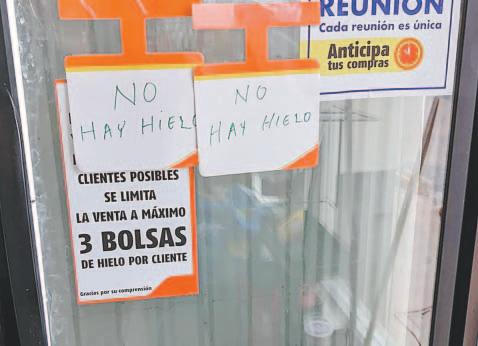 REUNIÓN
Cada reunión es única
Anticipa
tus compras
NO
HAY HIELO
NO
HAY HIELO
CLIENTES POSIBLES
SE LIMITA
LA VENTA A MÁXIMO
3 BOLSAS
DE HIELO POR CLIENTE
Gracias por su comprensión